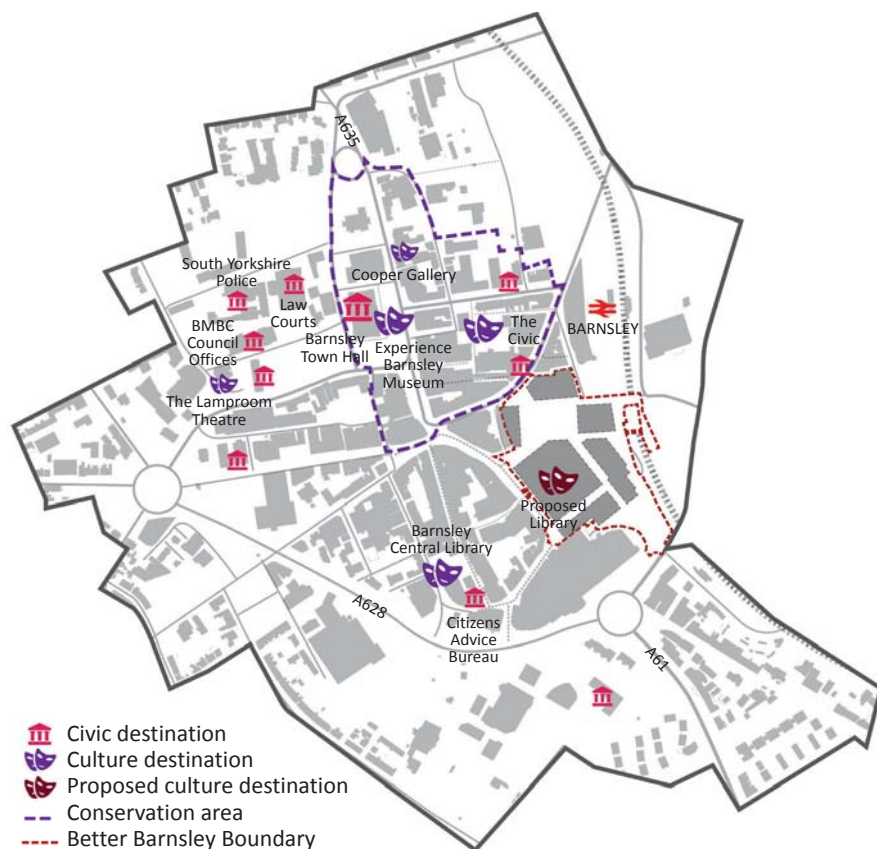 A635
Cooper Gallery
South Yorkshire
Police
Law
Courts
BMBC
Council
Offices
Barnsley
Town Hall
Experience
Barnsley
Museum
The
Civic
BARNSLEY
The Lamproom
Theatre
Proposed
Library
Barnsley
Central Library
A628
Citizens
Advice
Bureau
A61
Civic destination
Culture destination
Proposed culture destination
Conservation area
Better Barnsley Boundary